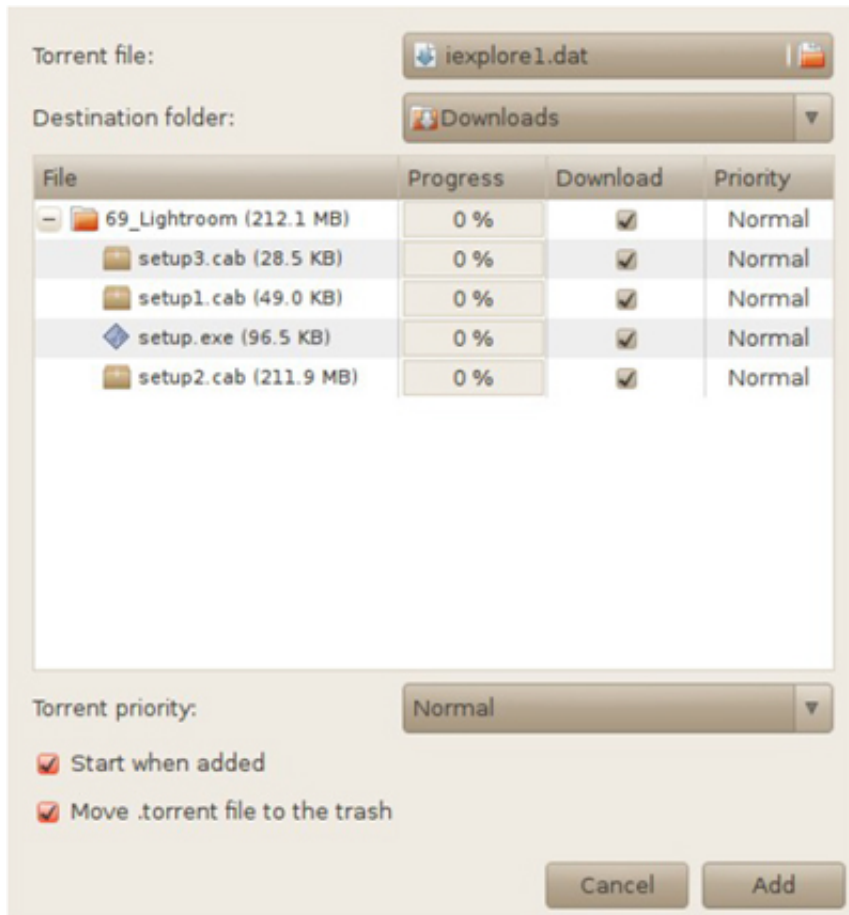 Torrent file: iexplore1.dat
Destination folder: Downloads
File Progress Download Priority
69_Lightroom (212.1 MB) 0 % Normal
setup3.cab (28.5 KB) 0 % Normal
setup1.cab (49.0 KB) 0 % Normal
setup.exe (96.5 KB) 0 % Normal
setup2.cab (211.9 MB) 0 % Normal
Torrent priority: Normal
Start when added
Move .torrent file to the trash
Cancel Add